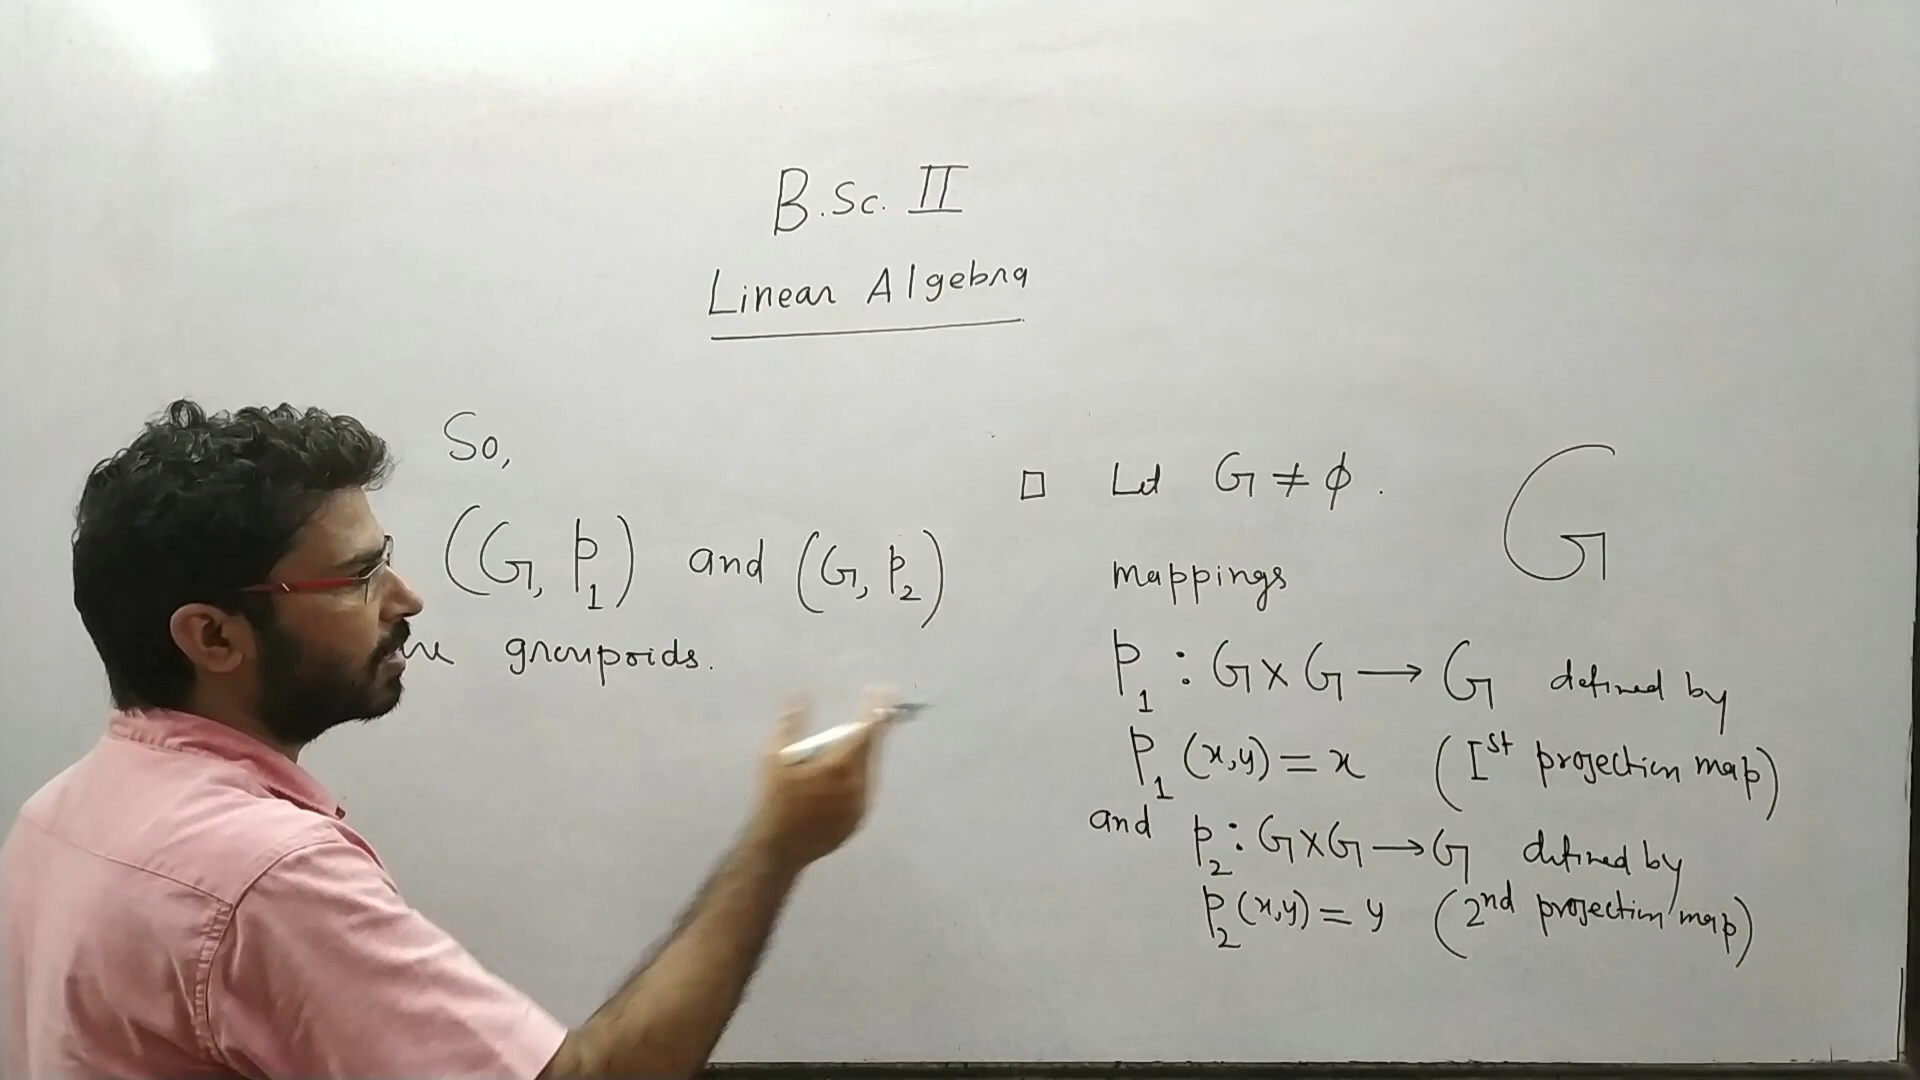 B.Sc. II
Linear Algebra
So,
(G, p₁) and (G, p₂)
groupoids.
□ Let G ≠ ϕ.
G
mappings
p₁ : G×G → G defined by
p₁ (x,y) = x (Iˢᵗ projection map)
and p₂ : G×G → G defined by
p₂ (x,y) = y (2ⁿᵈ projection map)